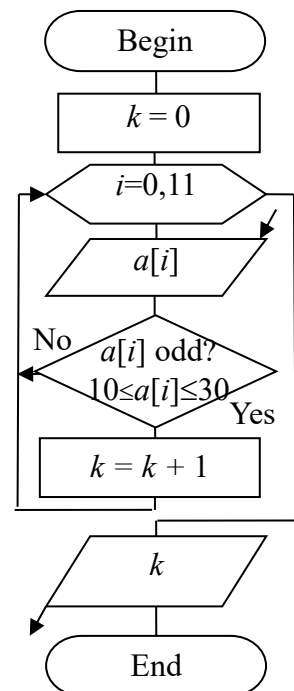 Begin
k = 0
i=0,11
a[i]
No
a[i] odd?
10≤a[i]≤30
Yes
k = k + 1
k
End